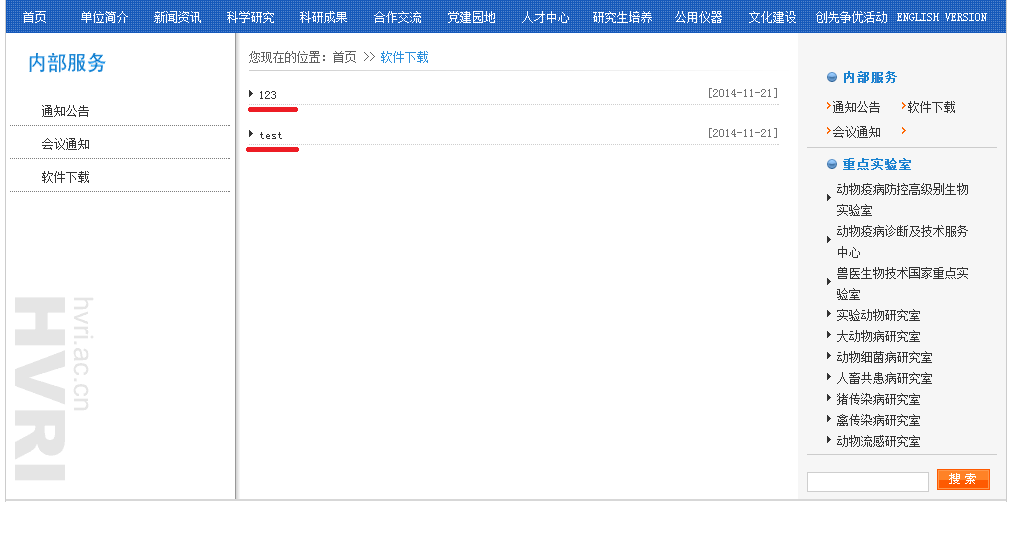 首页 单位简介 新闻资讯 科学研究 科研成果 合作交流 党建园地 人才中心 研究生培养 公用仪器 文化建设 创先争优活动 ENGLISH VERSION
内部服务
通知公告
会议通知
软件下载
hvri.ac.cn
HVRI
您现在的位置：首页 >> 软件下载
123 [2014-11-21]
test [2014-11-21]
内部服务
通知公告 软件下载
会议通知
重点实验室
动物疫病防控高级别生物
实验室
动物疫病诊断及技术服务
中心
兽医生物技术国家重点实
验室
实验动物研究室
大动物病研究室
动物细菌病研究室
人畜共患病研究室
猪传染病研究室
禽传染病研究室
动物流感研究室
搜 索